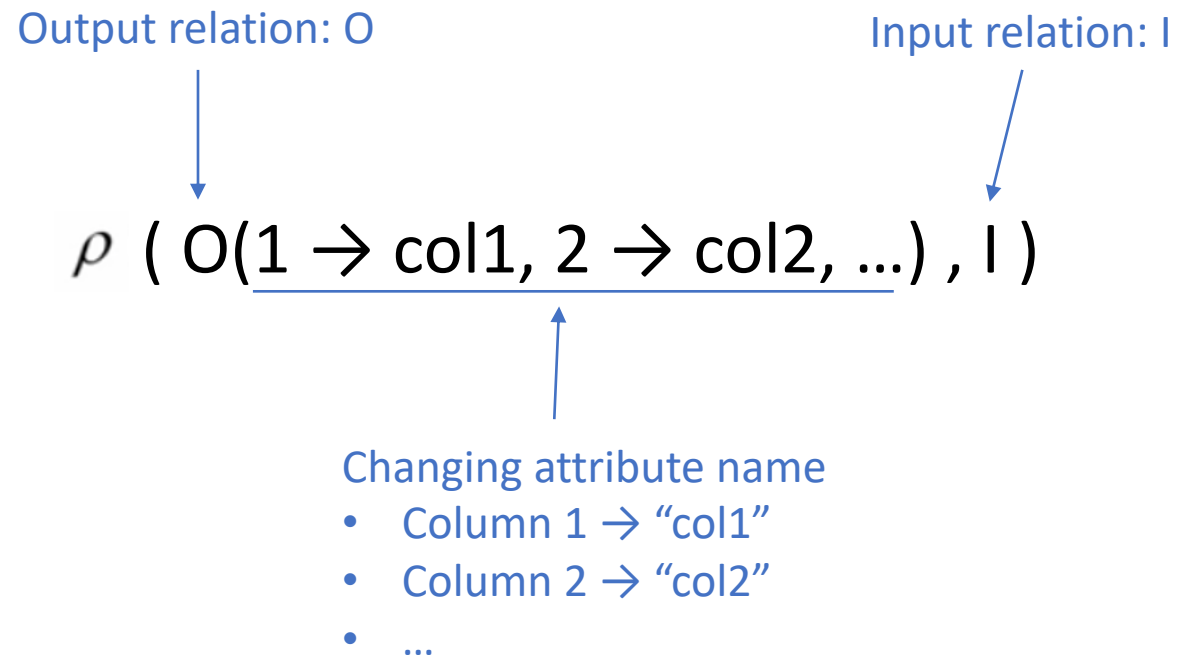 Output relation: O
Input relation: I
ρ ( O(1 → col1, 2 → col2, …) , I )
Changing attribute name
• Column 1 → “col1”
• Column 2 → “col2”
• …